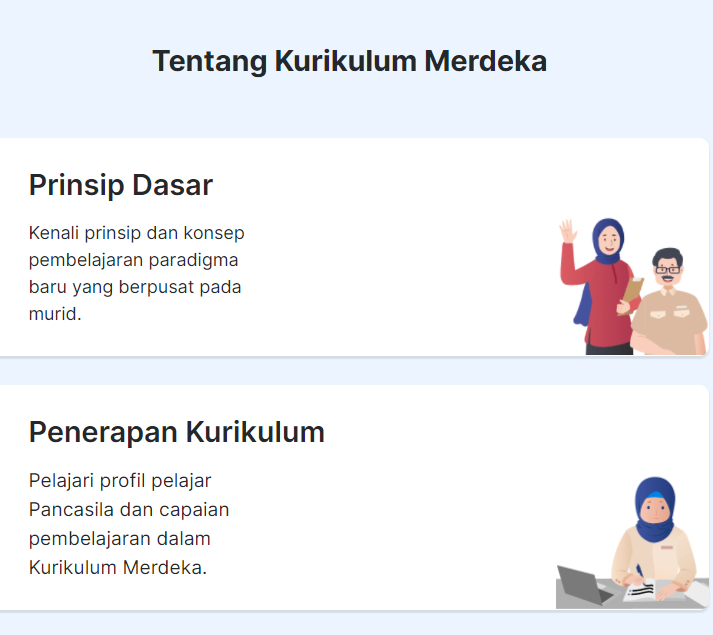 Tentang Kurikulum Merdeka
Prinsip Dasar
Kenali prinsip dan konsep
pembelajaran paradigma
baru yang berpusat pada
murid.
Penerapan Kurikulum
Pelajari profil pelajar
Pancasila dan capaian
pembelajaran dalam
Kurikulum Merdeka.